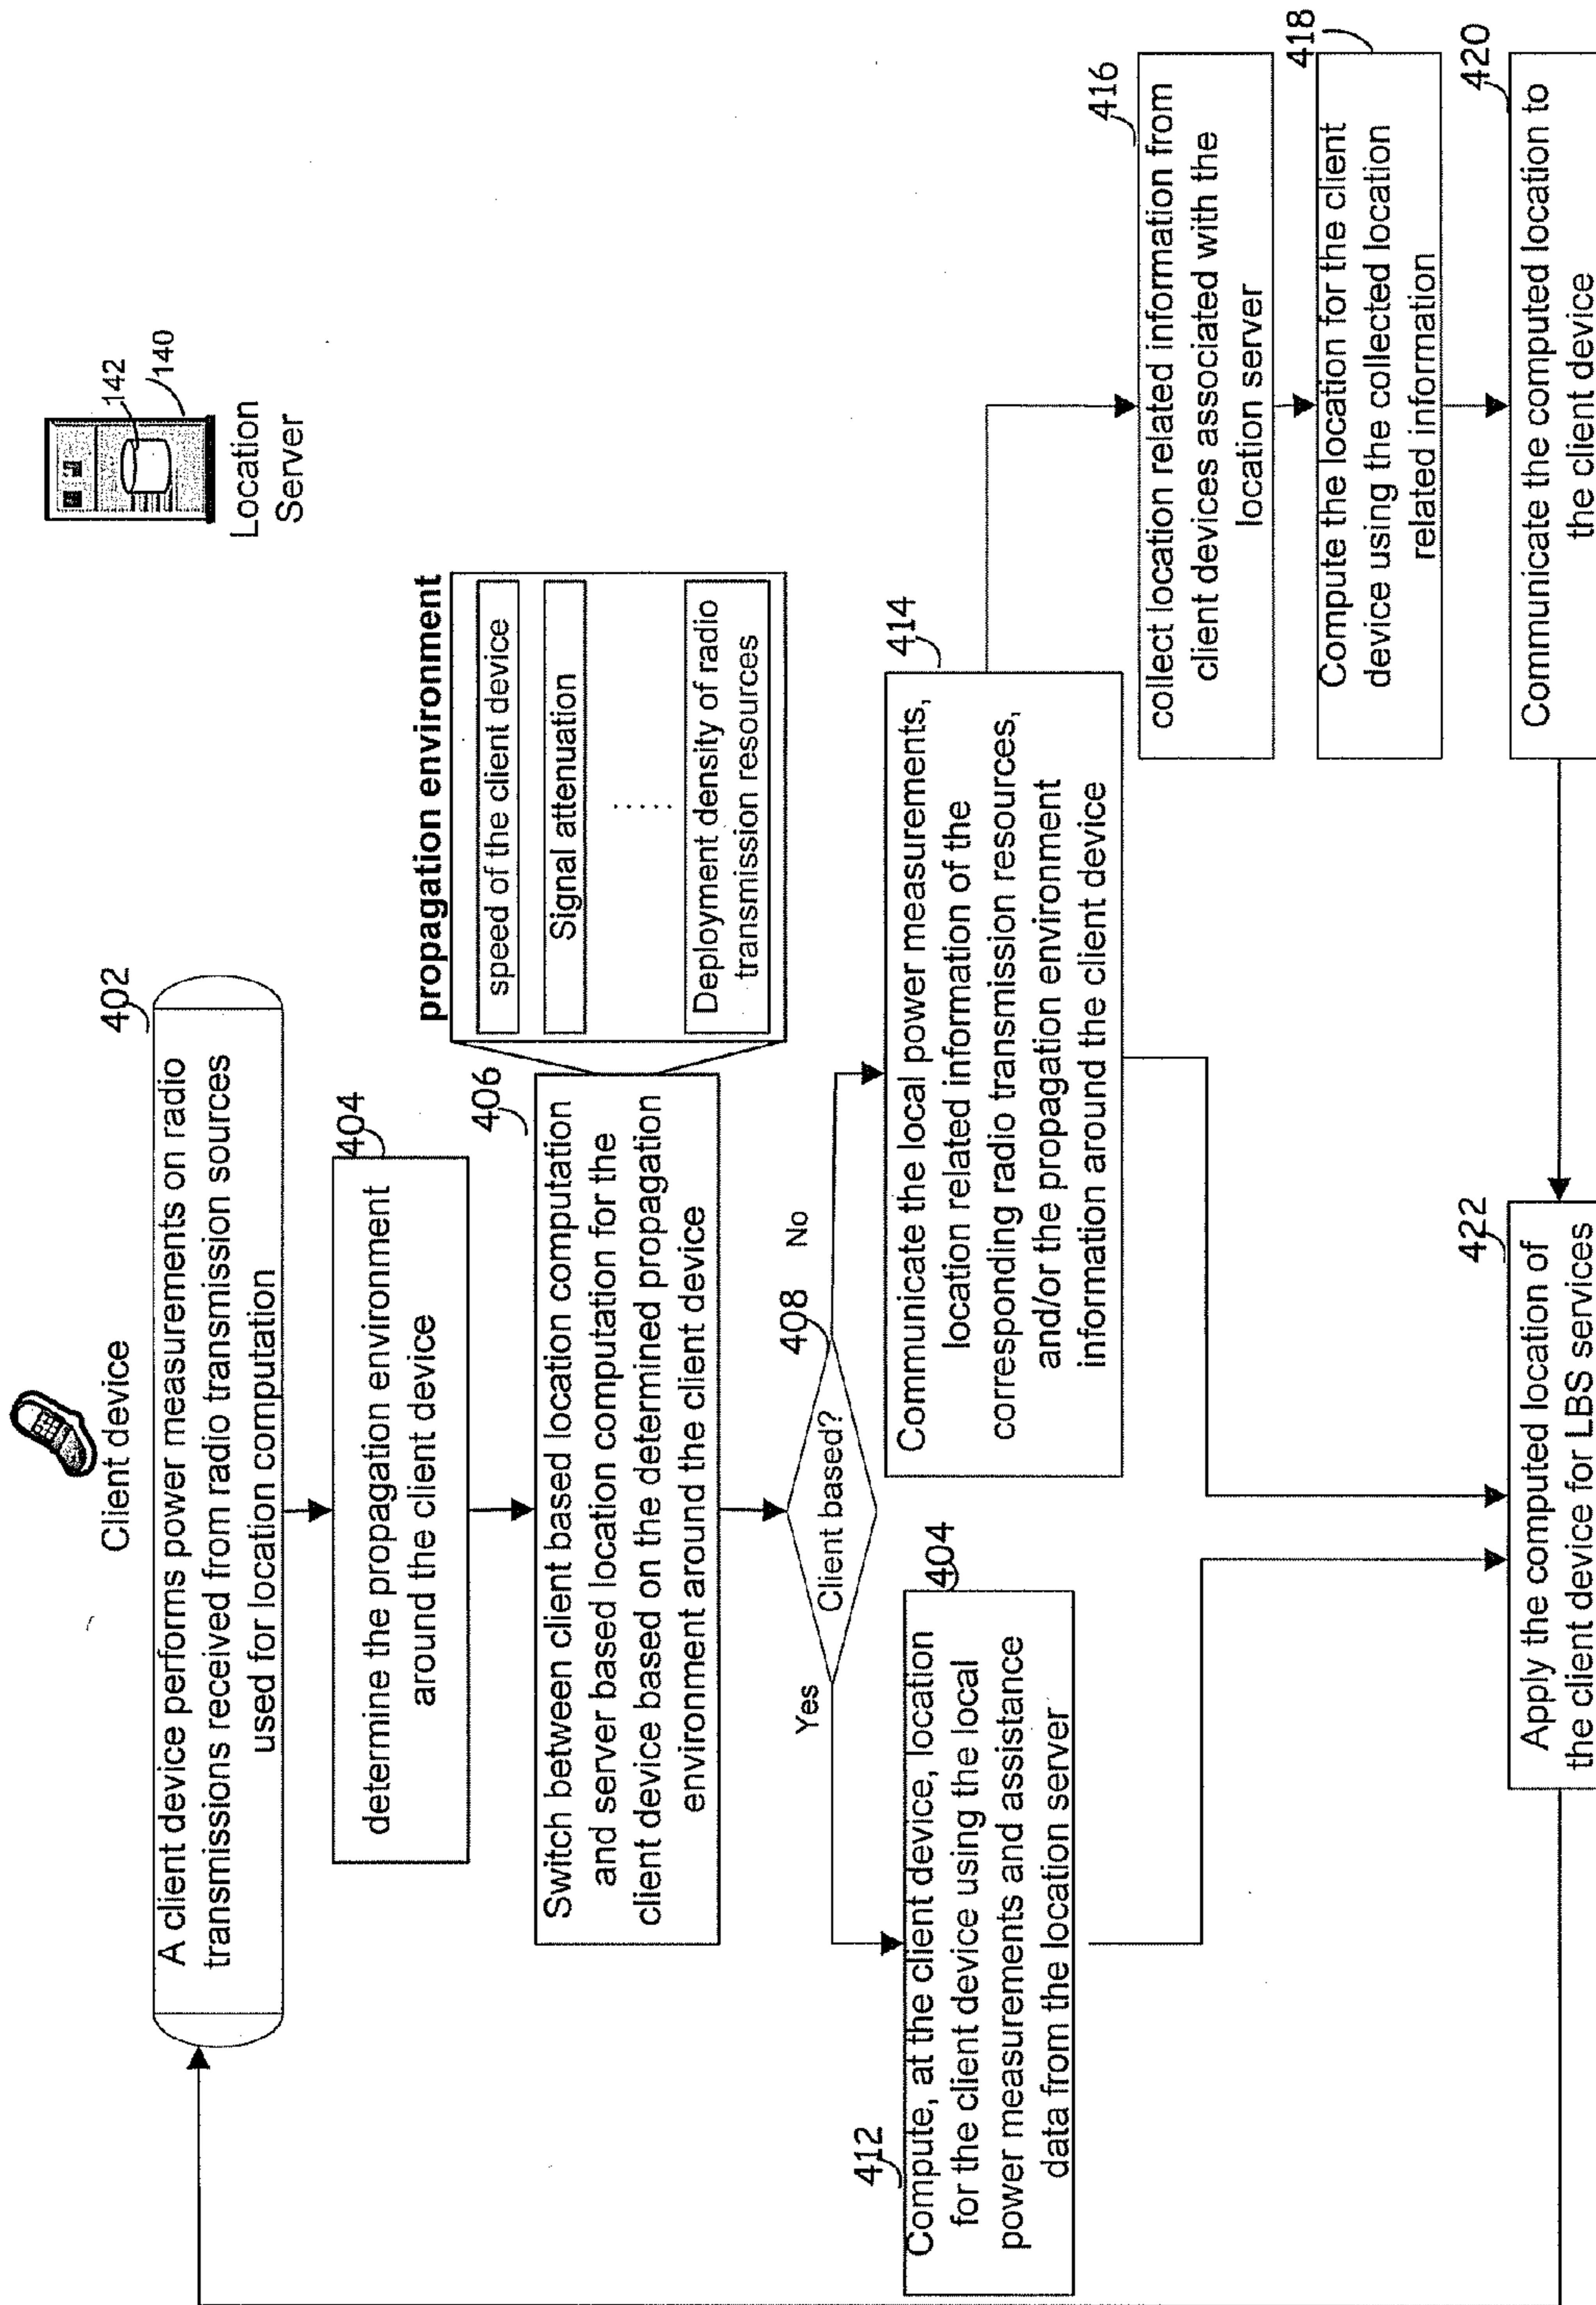 Client device
142
140
Location
Server
402
A client device performs power measurements on radio
transmissions received from radio transmission sources
used for location computation
404
determine the propagation environment
around the client device
propagation environment
speed of the client device
Signal attenuation
.....
Deployment density of radio
transmission resources
406
Switch between client based location computation
and server based location computation for the
client device based on the determined propagation
environment around the client device
408
Client based?
Yes
No
412
404
Compute, at the client device, location
for the client device using the local
power measurements and assistance
data from the location server
414
Communicate the local power measurements,
location related information of the
corresponding radio transmission resources,
and/or the propagation environment
information around the client device
416
collect location related information from
client devices associated with the
location server
418
Compute the location for the client
device using the collected location
related information
420
Communicate the computed location to
the client device
422
Apply the computed location of
the client device for LBS services